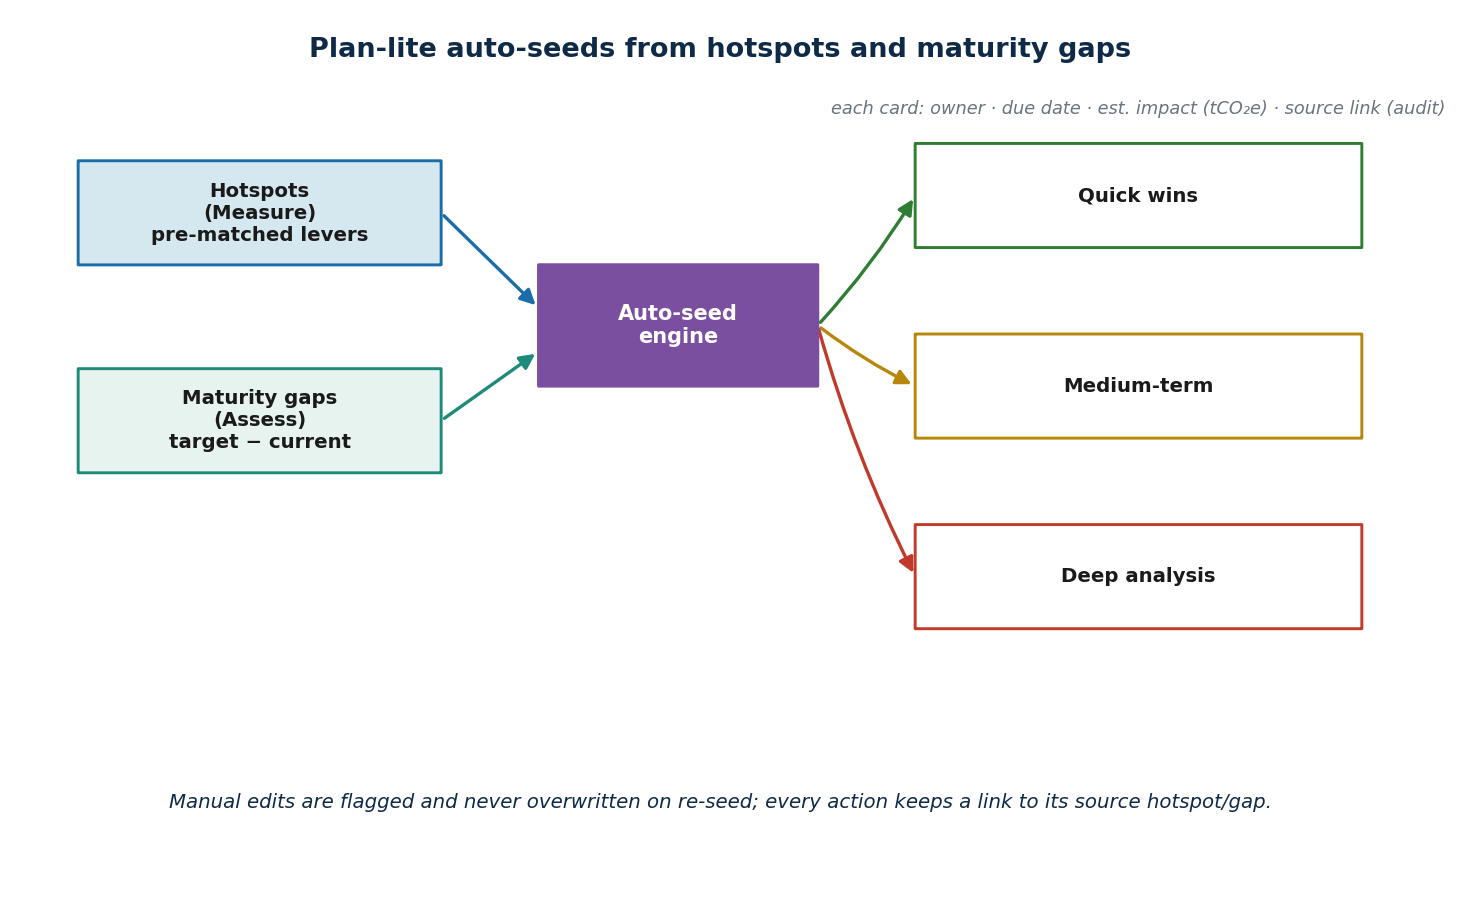 Plan-lite auto-seeds from hotspots and maturity gaps
each card: owner · due date · est. impact (tCO₂e) · source link (audit)
Hotspots
(Measure)
pre-matched levers
Maturity gaps
(Assess)
target − current
Auto-seed
engine
Quick wins
Medium-term
Deep analysis
Manual edits are flagged and never overwritten on re-seed; every action keeps a link to its source hotspot/gap.